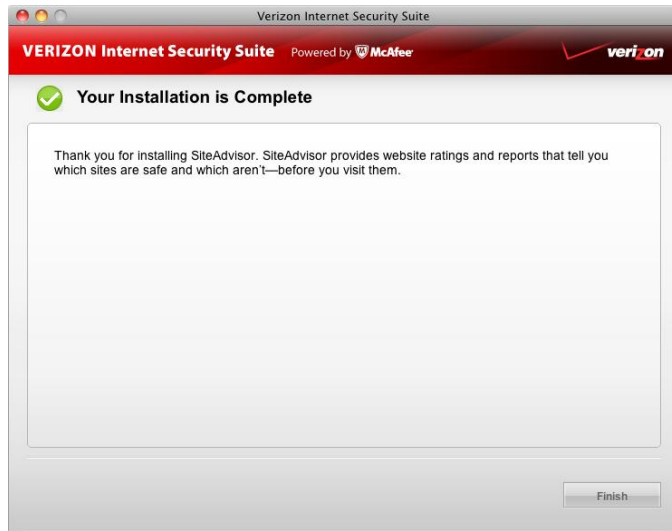 Verizon Internet Security Suite
VERIZON Internet Security Suite Powered by McAfee verizon
Your Installation is Complete
Thank you for installing SiteAdvisor. SiteAdvisor provides website ratings and reports that tell you
which sites are safe and which aren't—before you visit them.
Finish